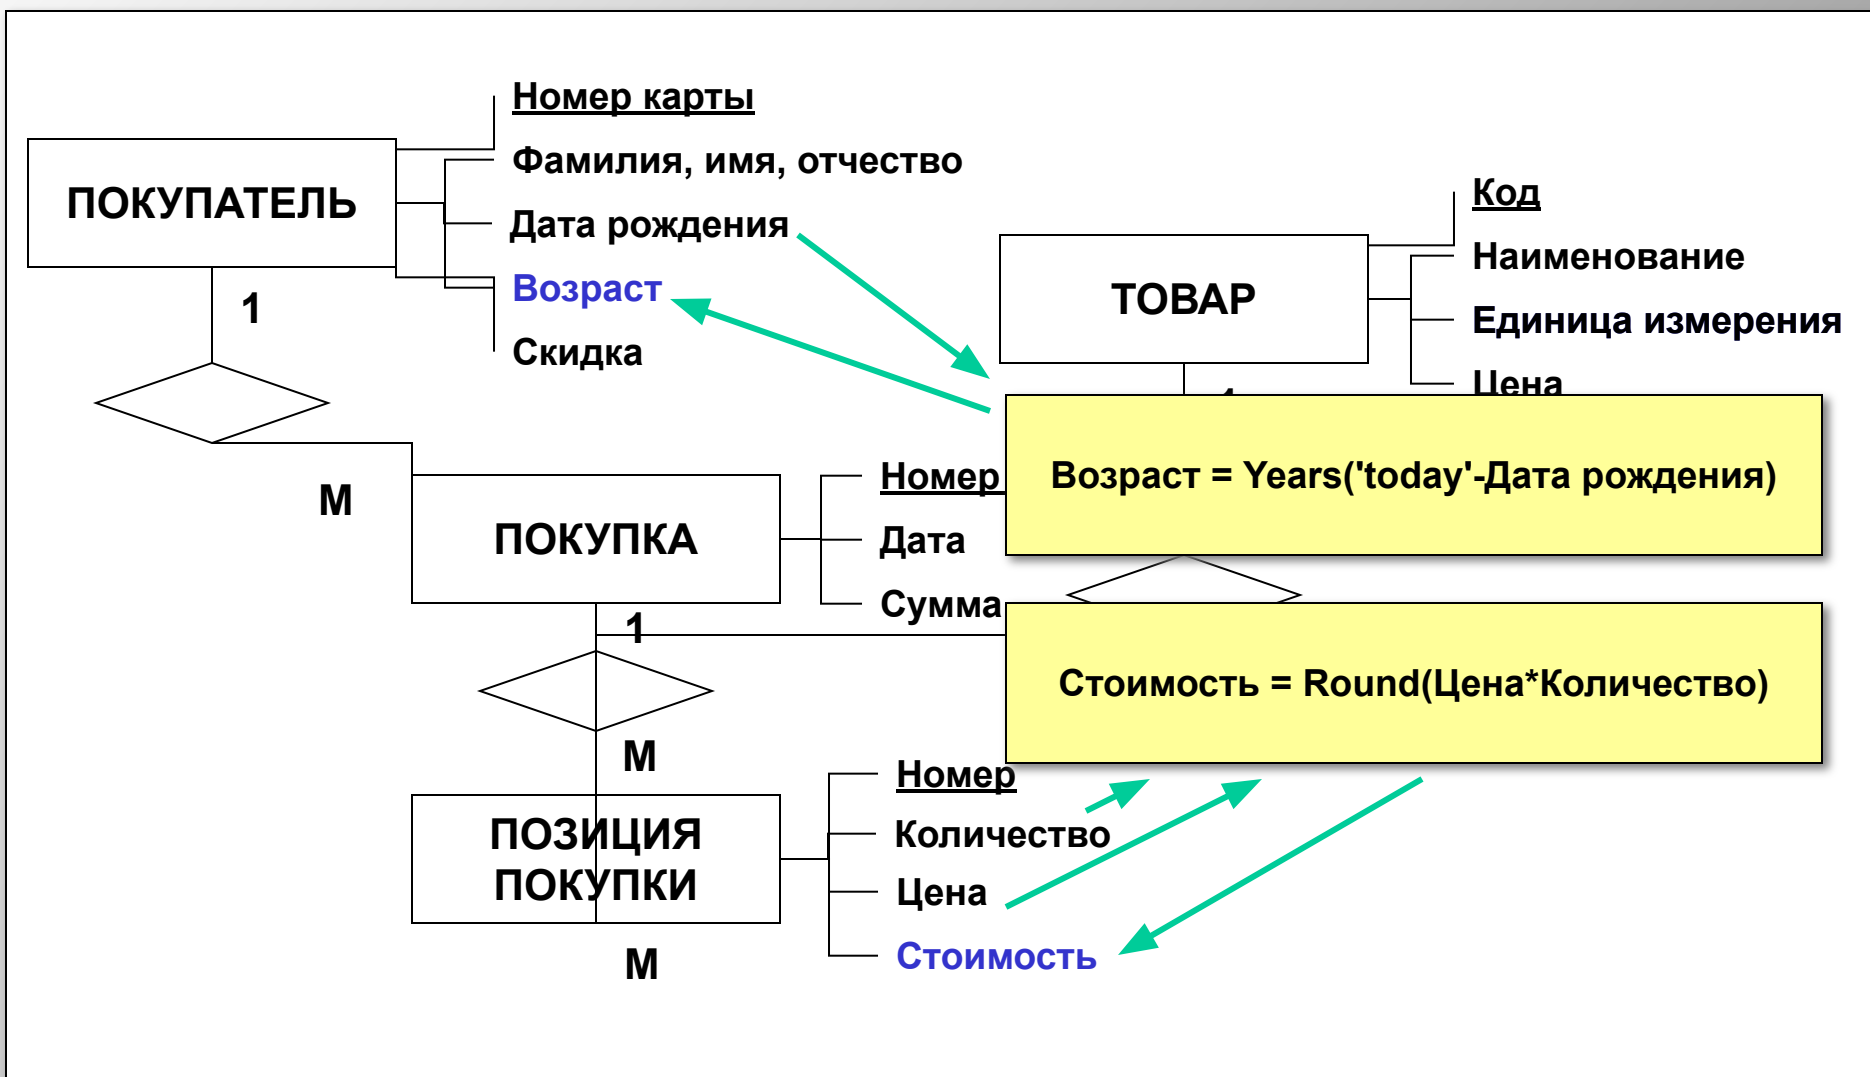 Номер карты
ПОКУПАТЕЛЬ
Фамилия, имя, отчество
Дата рождения
Возраст
Скидка
1
М
Код
ТОВАР
Наименование
Единица измерения
Цена
Возраст = Years('today'-Дата рождения)
ПОКУПКА
Номер
Дата
Сумма
1
М
Стоимость = Round(Цена*Количество)
ПОЗИЦИЯ
ПОКУПКИ
Номер
Количество
Цена
Стоимость
М